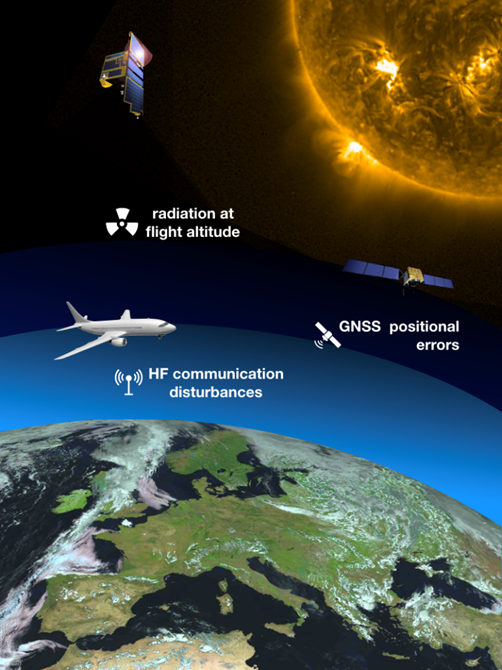 radiation at
flight altitude
GNSS positional
errors
HF communication
disturbances